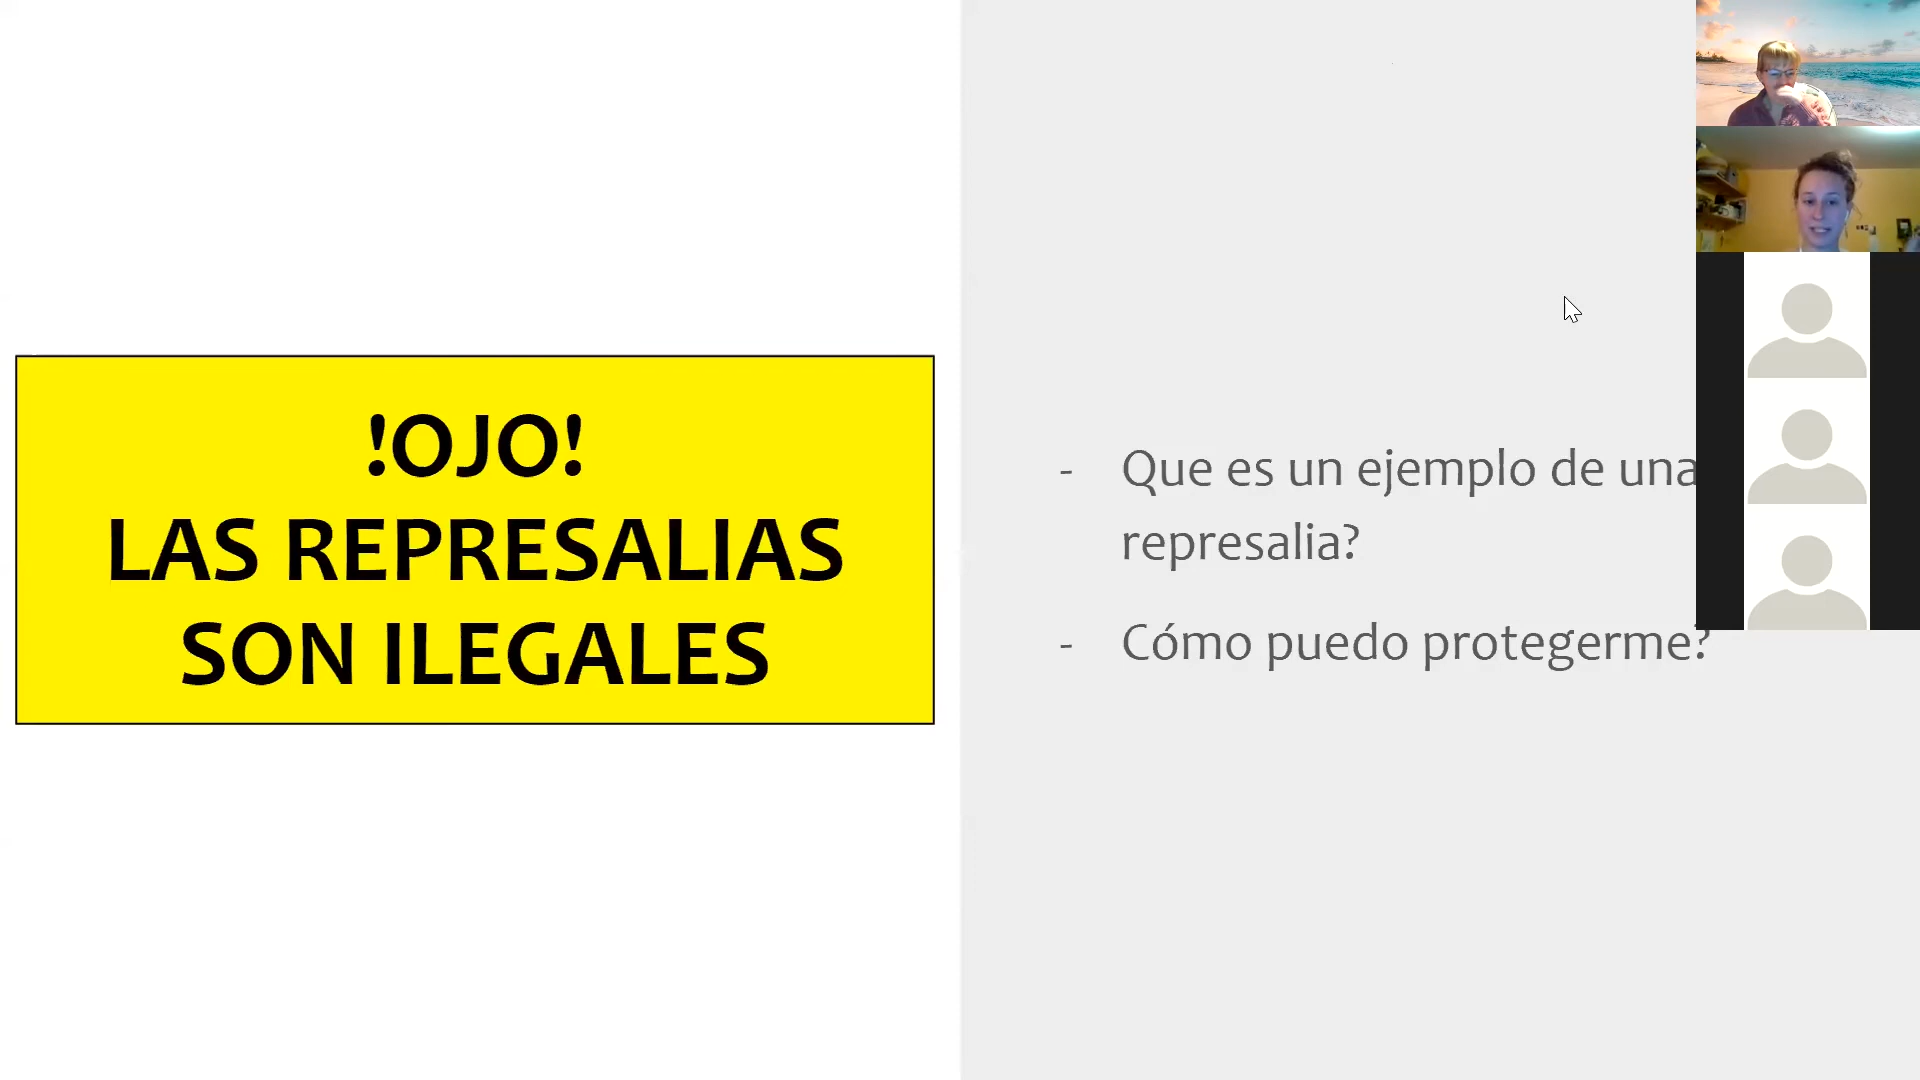 !OJO!
LAS REPRESALIAS
SON ILEGALES
- Que es un ejemplo de una
represalia?
- Cómo puedo protegerme?